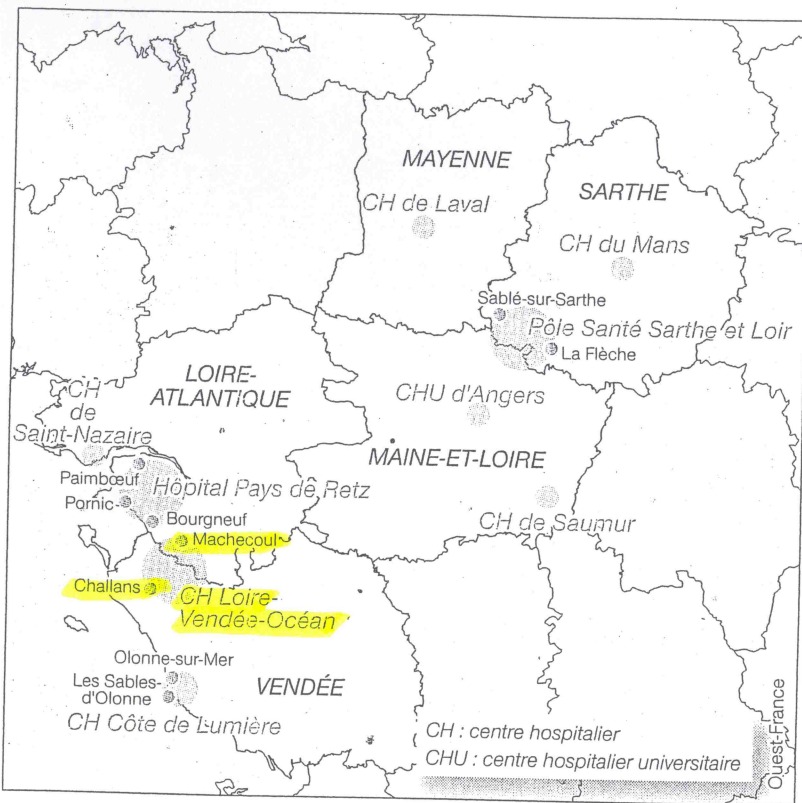 MAYENNE
CH de Laval
SARTHE
CH du Mans
Sablé-sur-Sarthe
Pôle Santé Sarthe et Loir
La Flèche
LOIRE-
ATLANTIQUE
CHU d'Angers
CH
de
Saint-Nazaire
MAINE-ET-LOIRE
Paimbœuf
Hôpital Pays de Retz
Pornic
CH de Saumur
Bourgneuf
Machecoul
Challans
CH Loire-
Vendée-Océan
Olonne-sur-Mer
Les Sables-
d'Olonne
VENDÉE
CH Côte de Lumière
CH : centre hospitalier
CHU : centre hospitalier universitaire
Ouest-France